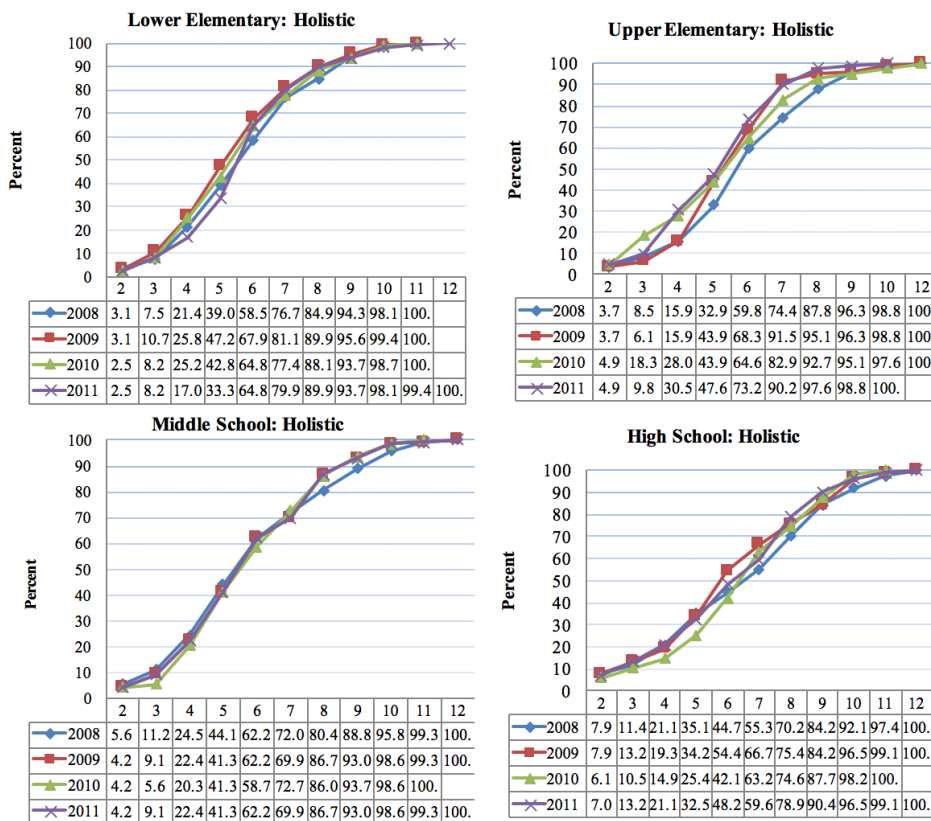 Lower Elementary: Holistic
Percent
100
90
80
70
60
50
40
30
20
10
0
2 3 4 5 6 7 8 9 10 11 12
2008 3.1 7.5 21.4 39.0 58.5 76.7 84.9 94.3 98.1 100.
2009 3.1 10.7 25.8 47.2 67.9 81.1 89.9 95.6 99.4 100.
2010 2.5 8.2 25.2 42.8 64.8 77.4 88.1 93.7 98.7 100.
2011 2.5 8.2 17.0 33.3 64.8 79.9 89.9 93.7 98.1 99.4 100.
Upper Elementary: Holistic
Percent
100
90
80
70
60
50
40
30
20
10
0
2 3 4 5 6 7 8 9 10 11 12
2008 3.7 8.5 15.9 32.9 59.8 74.4 87.8 96.3 98.8 100
2009 3.7 6.1 15.9 43.9 68.3 91.5 95.1 96.3 98.8 100
2010 4.9 18.3 28.0 43.9 64.6 82.9 92.7 95.1 97.6 100
2011 4.9 9.8 30.5 47.6 73.2 90.2 97.6 98.8 100.
Middle School: Holistic
Percent
100
90
80
70
60
50
40
30
20
10
0
2 3 4 5 6 7 8 9 10 11 12
2008 5.6 11.2 24.5 44.1 62.2 72.0 80.4 88.8 95.8 99.3 100.
2009 4.2 9.1 22.4 41.3 62.2 69.9 86.7 93.0 98.6 99.3 100.
2010 4.2 5.6 20.3 41.3 58.7 72.7 86.0 93.7 98.6 100.
2011 4.2 9.1 22.4 41.3 62.2 69.9 86.7 93.0 98.6 99.3 100.
High School: Holistic
Percent
100
90
80
70
60
50
40
30
20
10
0
2 3 4 5 6 7 8 9 10 11 12
2008 7.9 11.4 21.1 35.1 44.7 55.3 70.2 84.2 92.1 97.4 100.
2009 7.9 13.2 19.3 34.2 54.4 66.7 75.4 84.2 96.5 99.1 100.
2010 6.1 10.5 14.9 25.4 42.1 63.2 74.6 87.7 98.2 100.
2011 7.0 13.2 21.1 32.5 48.2 59.6 78.9 90.4 96.5 99.1 100.